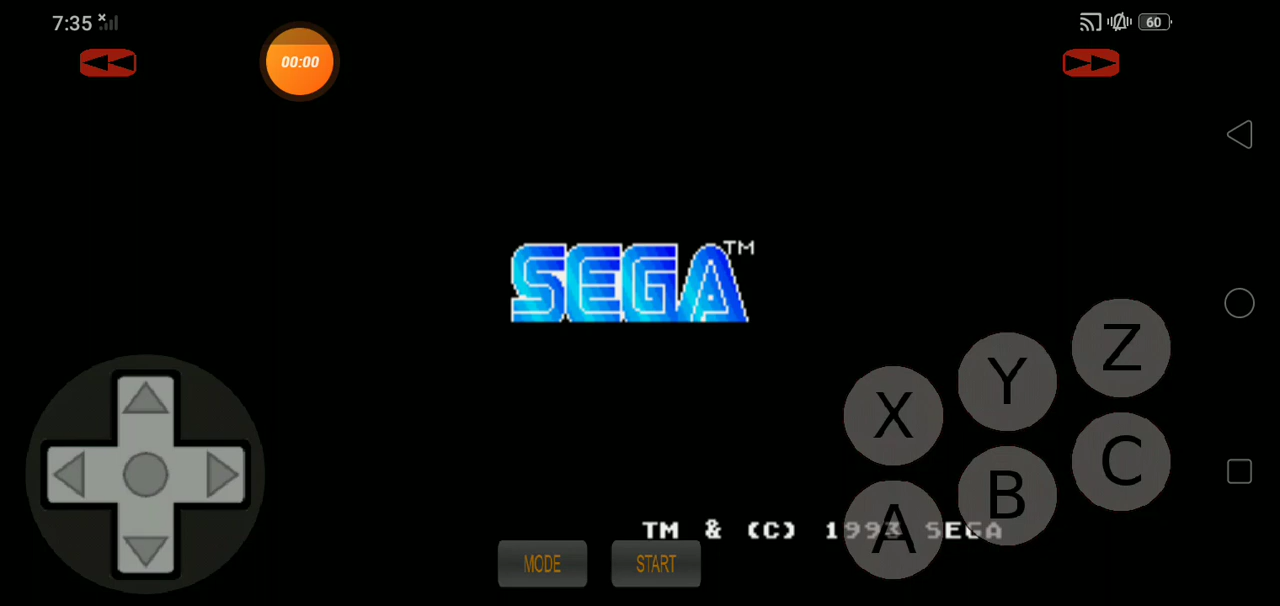 7:35
60
00:00
SEGA™
X
Y
Z
A
B
C
TM & (C) 1993 SEGA
MODE
START